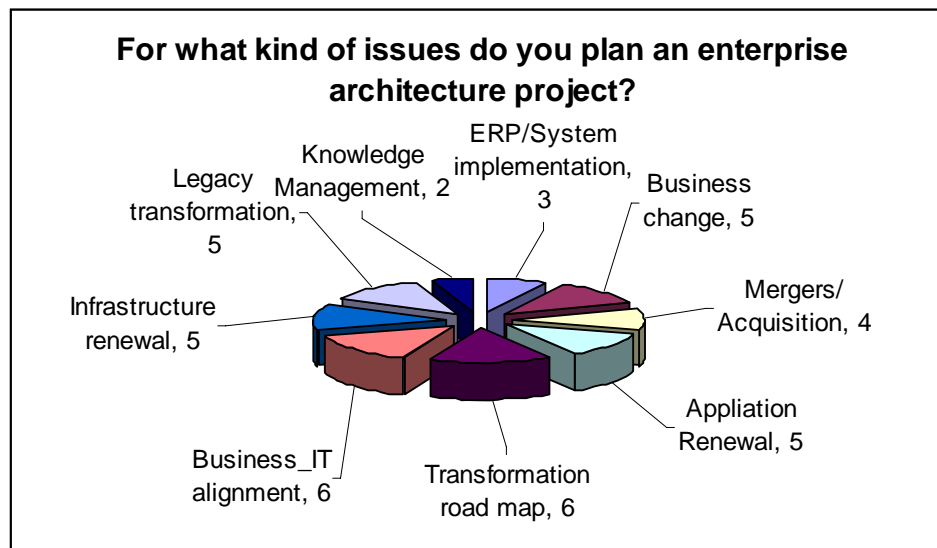 For what kind of issues do you plan an enterprise
architecture project?
ERP/System
implementation,
3
Knowledge
Management, 2
Legacy
transformation,
5
Business
change, 5
Mergers/
Acquisition, 4
Infrastructure
renewal, 5
Appliation
Renewal, 5
Business_IT
alignment, 6
Transformation
road map, 6